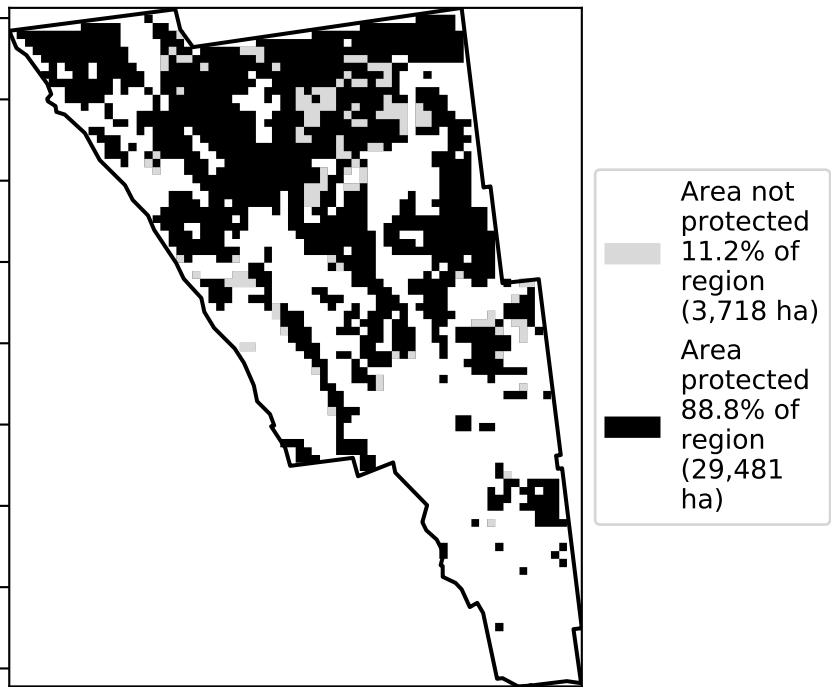 Area not
protected
11.2% of
region
(3,718 ha)
Area
protected
88.8% of
region
(29,481
ha)